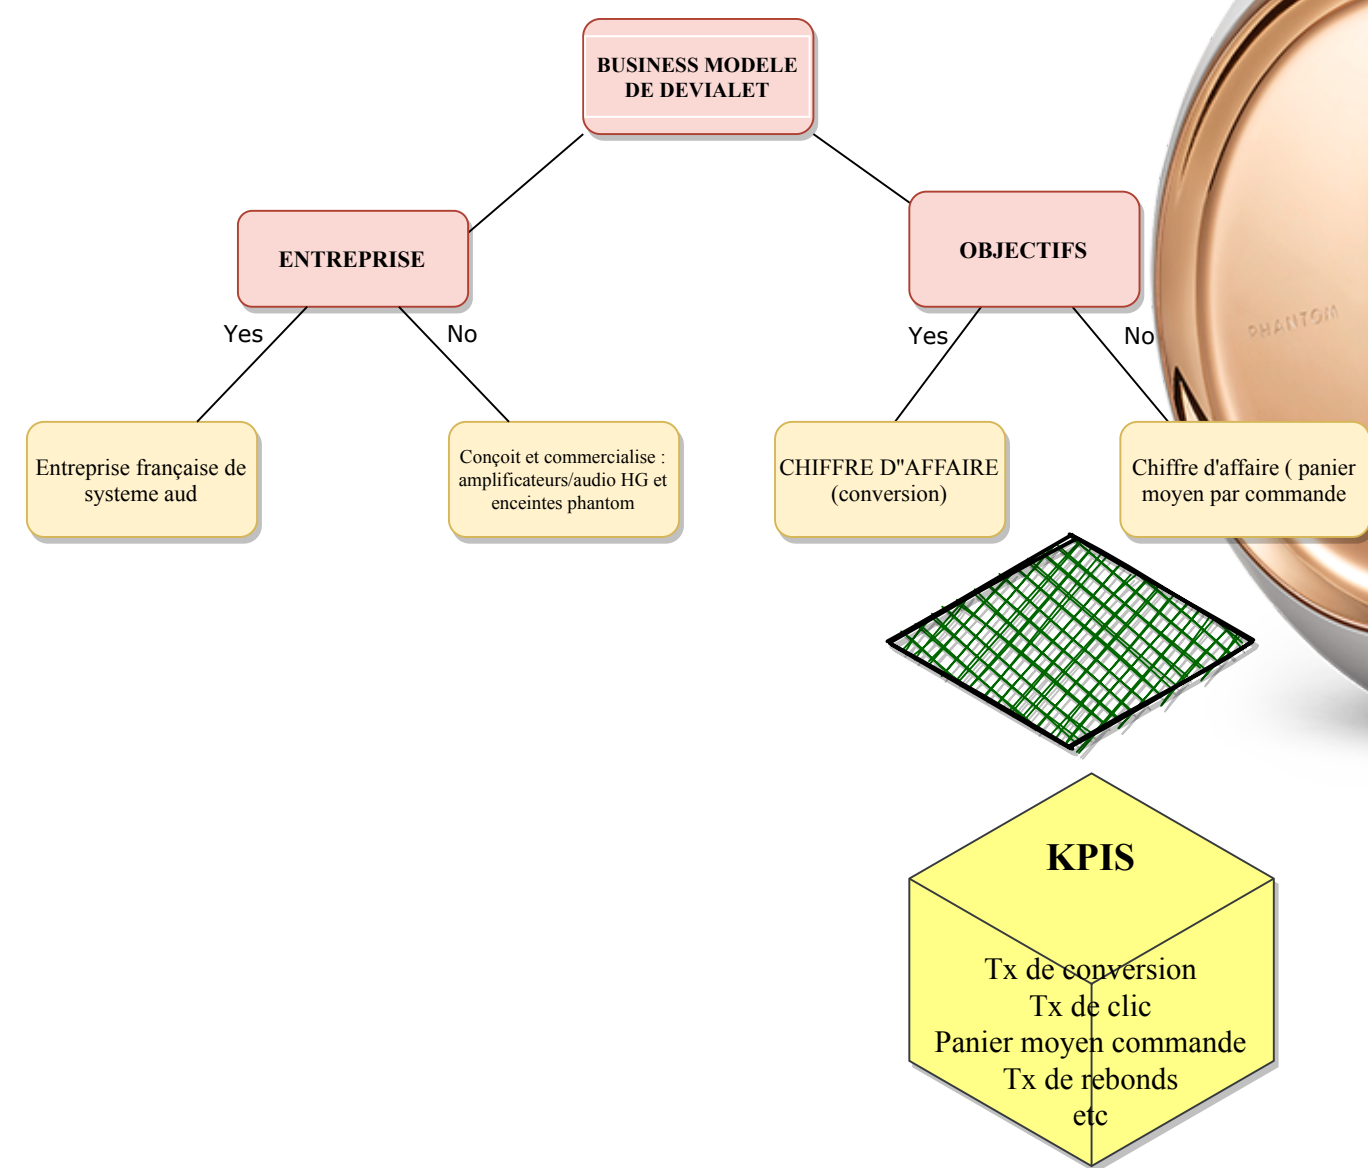 BUSINESS MODELE
DE DEVIALET
ENTREPRISE
OBJECTIFS
PHANTOM
Yes
No
Yes
No
Entreprise française de
systeme aud
Conçoit et commercialise :
amplificateurs/audio HG et
enceintes phantom
CHIFFRE D"AFFAIRE
(conversion)
Chiffre d'affaire ( panier
moyen par commande
KPIS
Tx de conversion
Tx de clic
Panier moyen commande
Tx de rebonds
etc